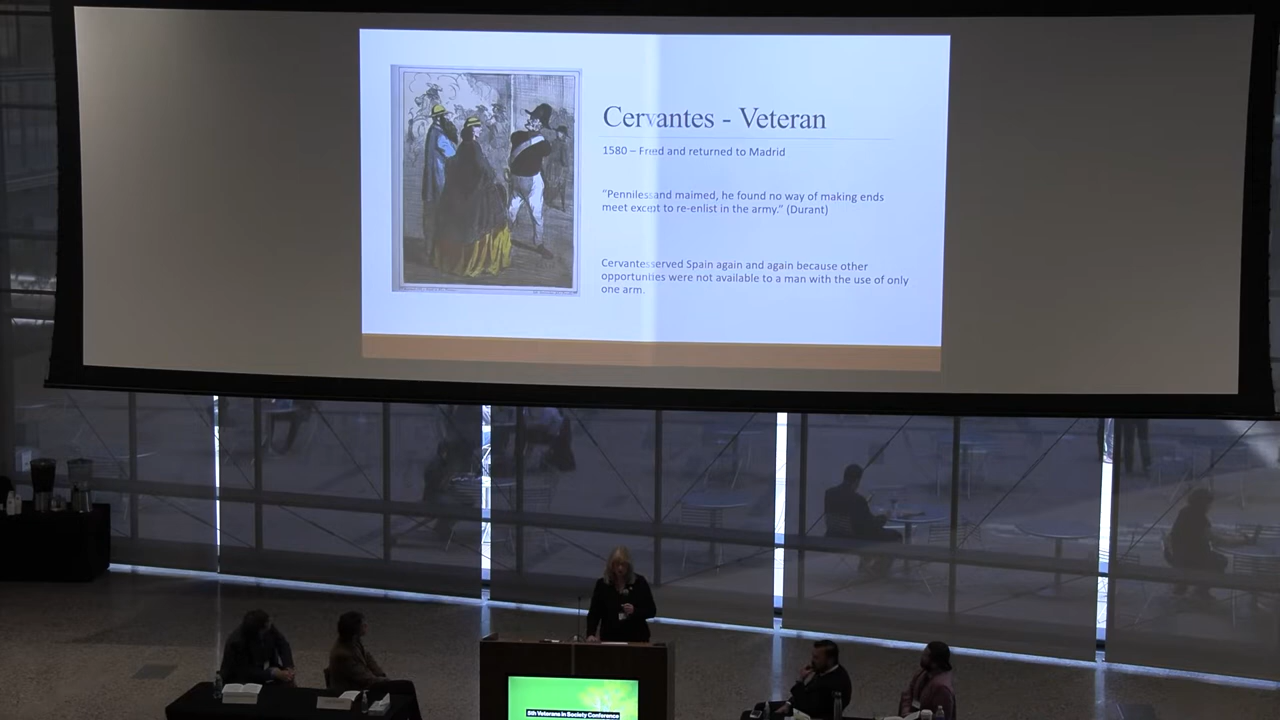 Cervantes - Veteran
1580 – Fried and returned to Madrid
"Penniless and maimed, he found no way of making ends
meet except to re-enlist in the army." (Durant)
Cervantes served Spain again and again because other
opportunities were not available to a man with the use of only
one arm.
8th Veterans in Society Conference